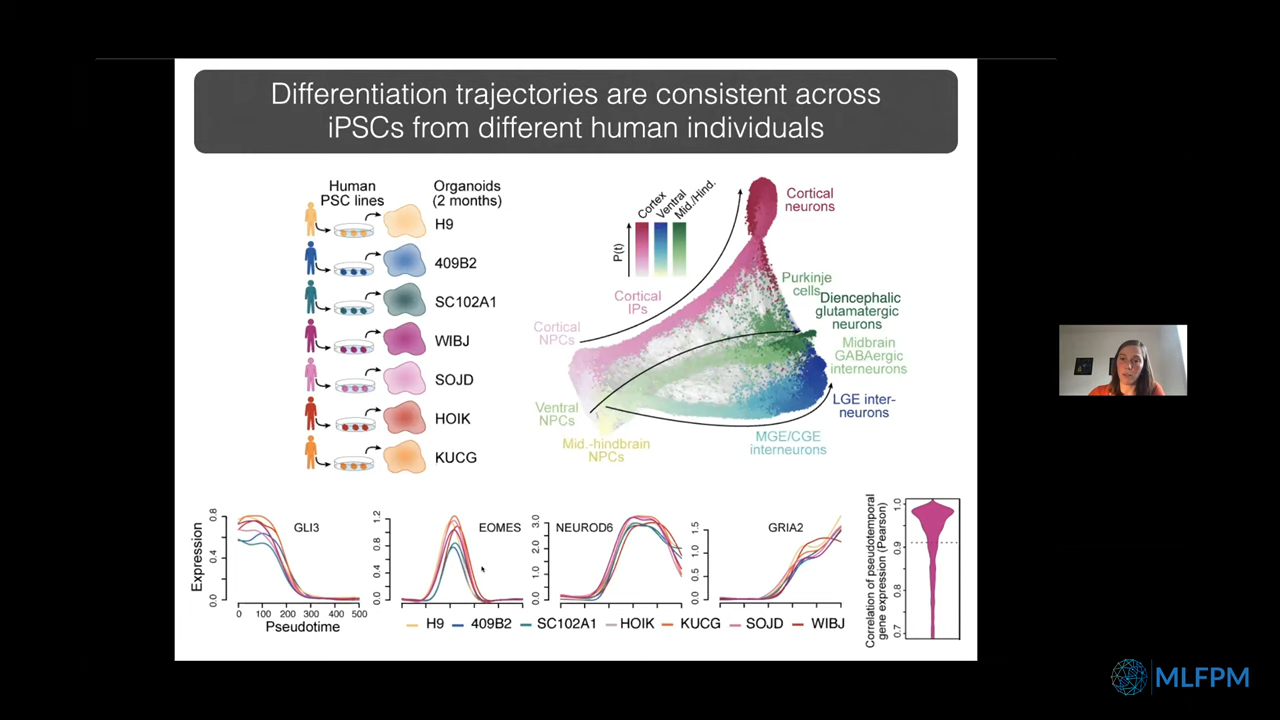 Differentiation trajectories are consistent across
iPSCs from different human individuals
Human
PSC lines
Organoids
(2 months)
H9
409B2
SC102A1
WIBJ
SOJD
HOIK
KUCG
Cortex
Ventral
Mid./Hind.
P(t)
Cortical
neurons
Cortical
IPs
Cortical
NPCs
Purkinje
cells
Diencephalic
glutamatergic
neurons
Midbrain
GABAergic
interneurons
LGE inter-
neurons
Ventral
NPCs
Mid.-hindbrain
NPCs
MGE/CGE
interneurons
Expression
0.8
0.4
0.0
GLI3
0 100 200 300 500
Pseudotime
1.2
0.8
0.4
0.0
EOMES
3.0
2.0
1.0
0.0
NEUROD6
1.5
1.0
0.5
0.0
GRIA2
H9 409B2 SC102A1 HOIK KUCG SOJD WIBJ
Correlation of pseudotemporal
gene expression (Pearson)
1.0
0.9
0.8
0.7
MLFPM